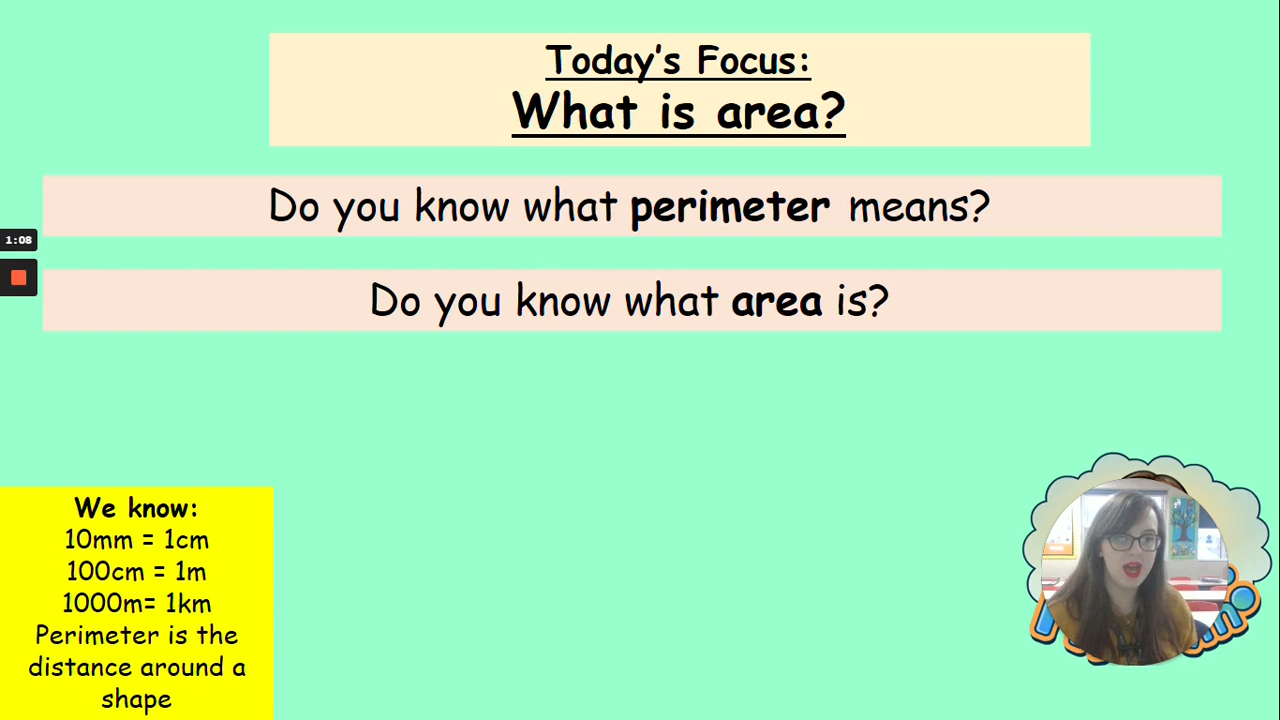 Today's Focus:
What is area?
Do you know what perimeter means?
1:08
Do you know what area is?
We know:
10mm = 1cm
100cm = 1m
1000m= 1km
Perimeter is the
distance around a
shape